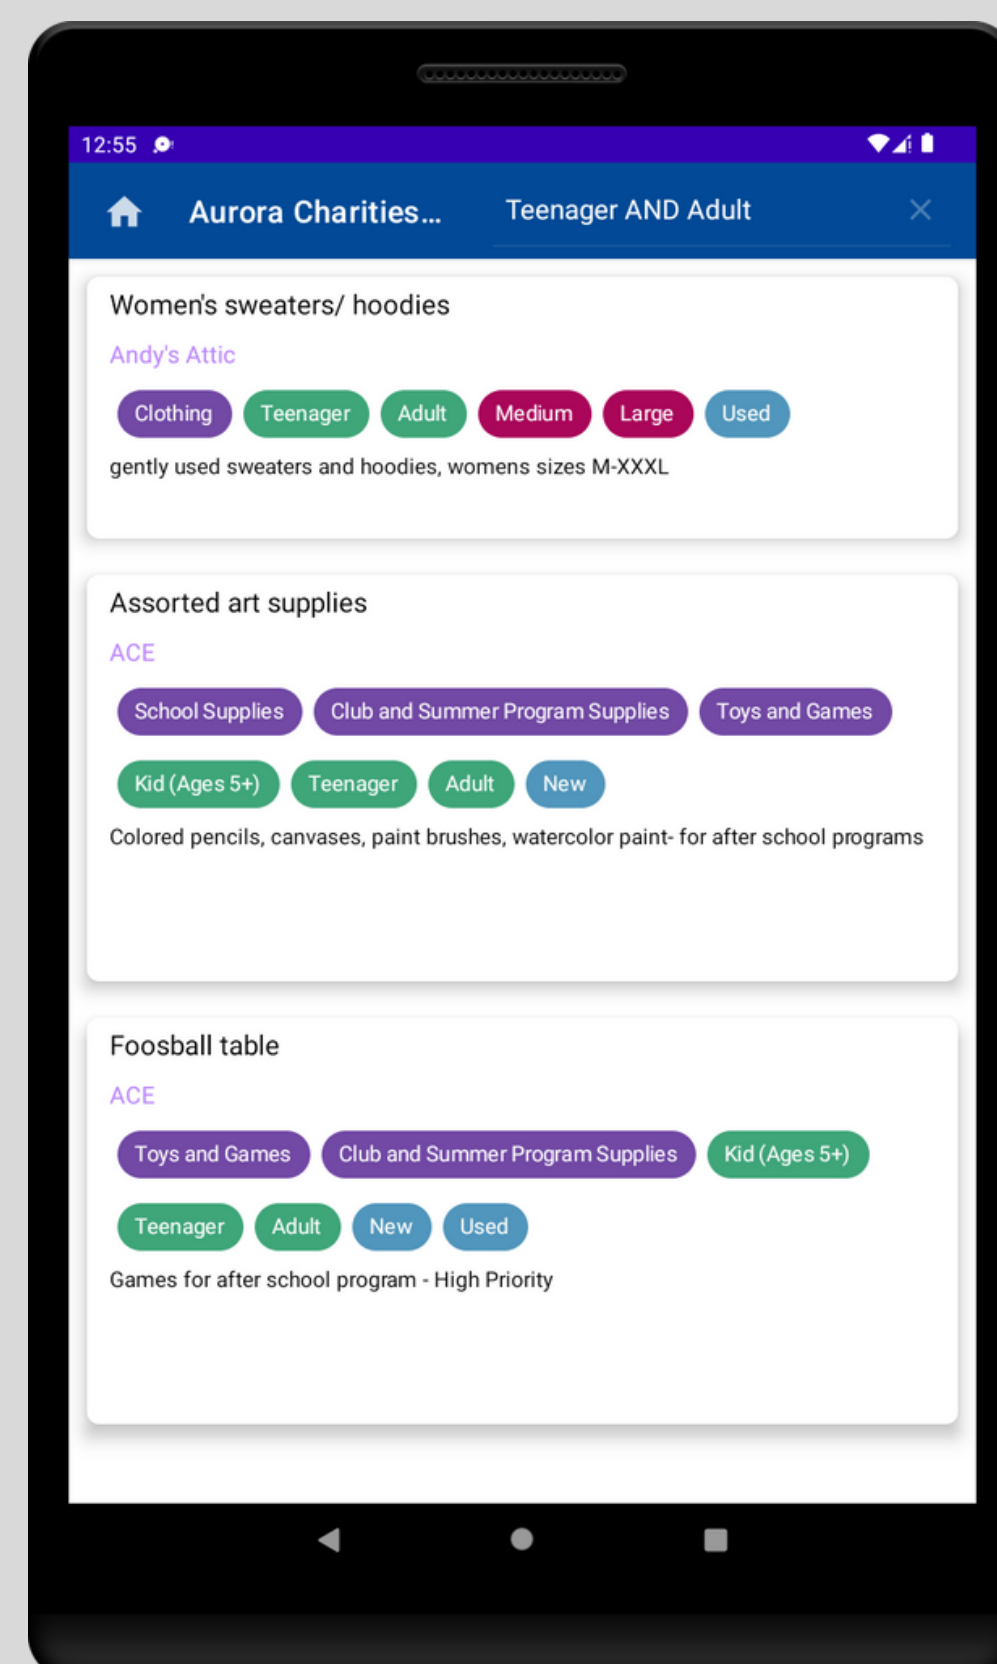 12:55
Aurora Charities... Teenager AND Adult
Women's sweaters/ hoodies
Andy's Attic
Clothing Teenager Adult Medium Large Used
gently used sweaters and hoodies, womens sizes M-XXXL
Assorted art supplies
ACE
School Supplies Club and Summer Program Supplies Toys and Games
Kid (Ages 5+) Teenager Adult New
Colored pencils, canvases, paint brushes, watercolor paint- for after school programs
Foosball table
ACE
Toys and Games Club and Summer Program Supplies Kid (Ages 5+)
Teenager Adult New Used
Games for after school program - High Priority